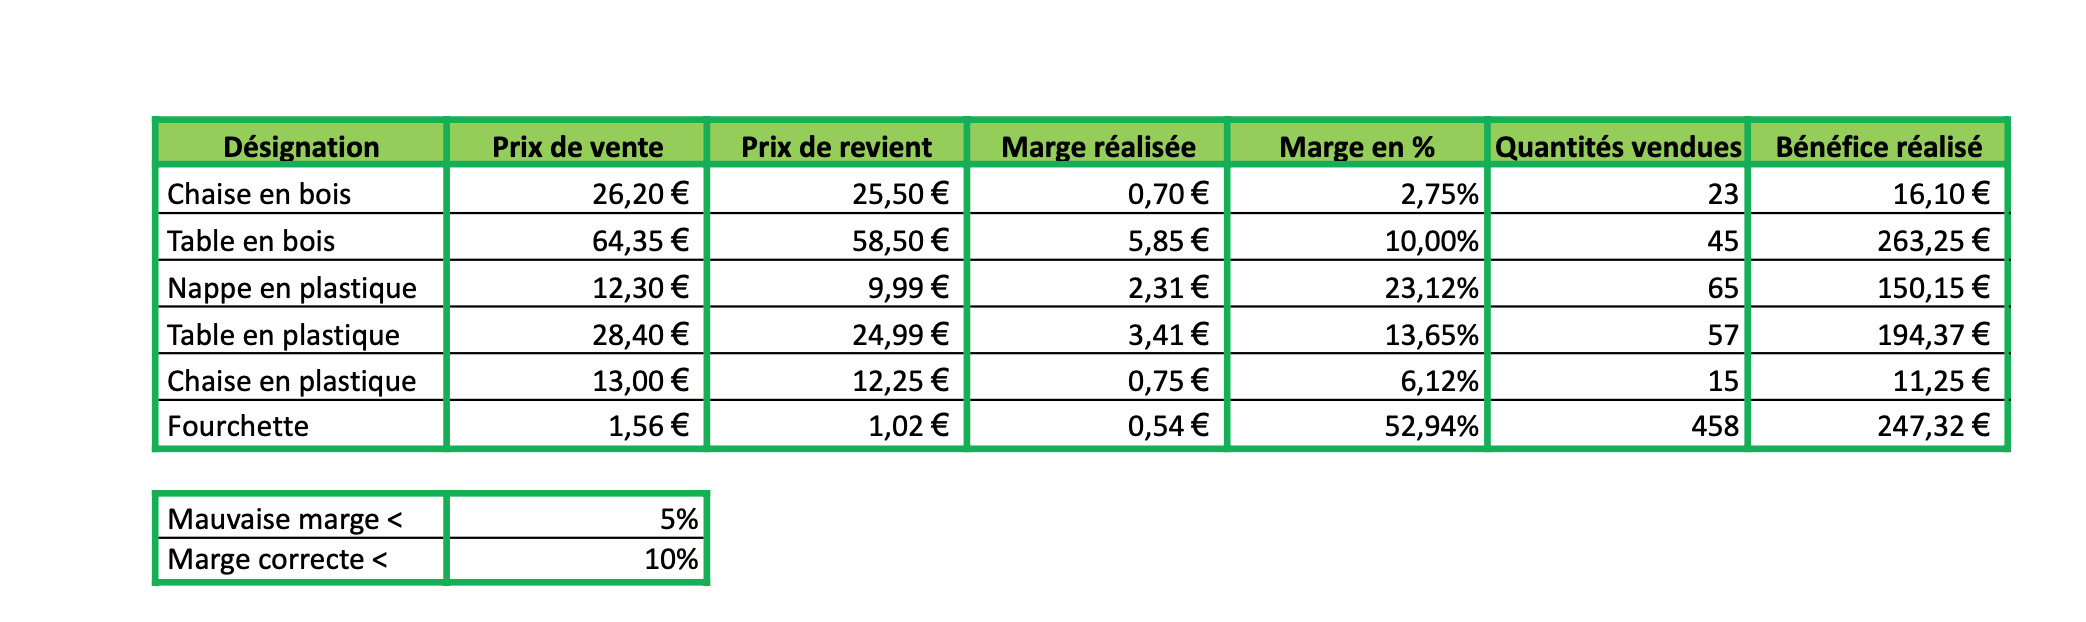 Désignation Prix de vente Prix de revient Marge réalisée Marge en % Quantités vendues Bénéfice réalisé
Chaise en bois 26,20 € 25,50 € 0,70 € 2,75% 23 16,10 €
Table en bois 64,35 € 58,50 € 5,85 € 10,00% 45 263,25 €
Nappe en plastique 12,30 € 9,99 € 2,31 € 23,12% 65 150,15 €
Table en plastique 28,40 € 24,99 € 3,41 € 13,65% 57 194,37 €
Chaise en plastique 13,00 € 12,25 € 0,75 € 6,12% 15 11,25 €
Fourchette 1,56 € 1,02 € 0,54 € 52,94% 458 247,32 €
Mauvaise marge < 5%
Marge correcte < 10%